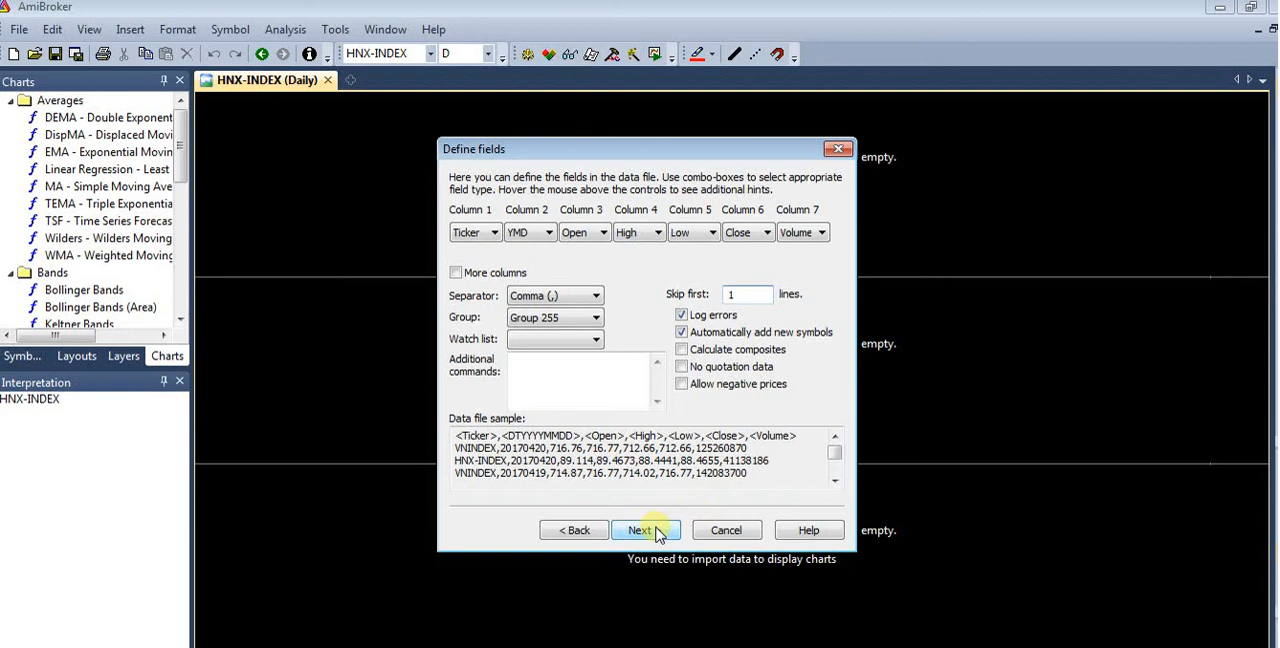 AmiBroker
File Edit View Insert Format Symbol Analysis Tools Window Help
HNX-INDEX D
Charts
HNX-INDEX (Daily)
Averages
DEMA - Double Exponent
DispMA - Displaced Movi
EMA - Exponential Movin
Linear Regression - Least
MA - Simple Moving Ave
TEMA - Triple Exponentia
TSF - Time Series Forecas
Wilders - Wilders Moving
WMA - Weighted Moving
Bands
Bollinger Bands
Bollinger Bands (Area)
Keltner Bands
Symb... Layouts Layers Charts
Interpretation
HNX-INDEX
empty.
empty.
empty.
You need to import data to display charts
Define fields
Here you can define the fields in the data file. Use combo-boxes to select appropriate
field type. Hover the mouse above the controls to see additional hints.
Column 1 Column 2 Column 3 Column 4 Column 5 Column 6 Column 7
Ticker YMD Open High Low Close Volume
More columns
Separator: Comma (,)
Group: Group 255
Watch list:
Additional
commands:
Skip first: 1 lines.
Log errors
Automatically add new symbols
Calculate composites
No quotation data
Allow negative prices
Data file sample:
<Ticker>,<DTYYYYMMDD>,<Open>,<High>,<Low>,<Close>,<Volume>
VNINDEX,20170420,716.76,716.77,712.66,712.66,125260870
HNX-INDEX,20170420,89.114,89.4673,88.4441,88.4655,41138186
VNINDEX,20170419,714.87,716.77,714.02,716.77,142083700
< Back Next Cancel Help